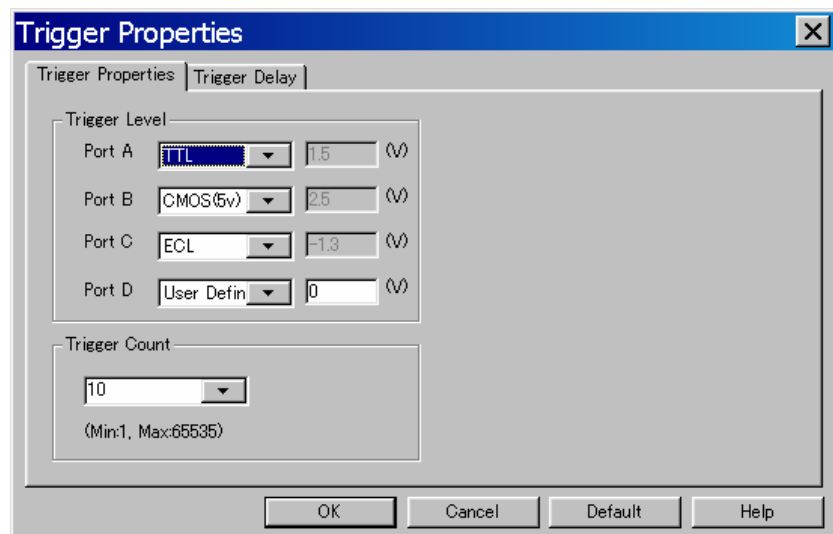 Trigger Properties
Trigger Properties Trigger Delay
Trigger Level
Port A TTL 1.5 (V)
Port B CMOS(5v) 2.5 (V)
Port C ECL -1.3 (V)
Port D User Defin 0 (V)
Trigger Count
10
(Min:1, Max:65535)
OK Cancel Default Help